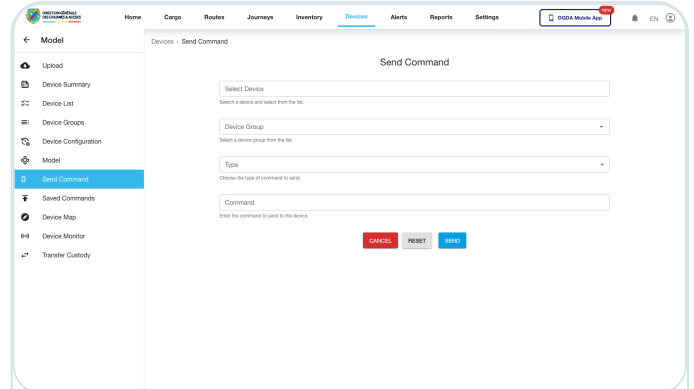 DIRECTION GÉNÉRALE
DES DOUANES & ACCISES
Home
Cargo
Routes
Journeys
Inventory
Devices
Alerts
Reports
Settings
New
DGDA Mobile App
EN
Model
Devices › Send Command
Upload
Device Summary
Device List
Device Groups
Device Configuration
Model
Send Command
Saved Commands
Device Map
Device Monitor
Transfer Custody
Send Command
Select Device
Search a device and select from the list.
Device Group
Select a device group from the list.
Type
Choose the type of command to send.
Command
Enter the command to send to the device.
CANCEL
RESET
SEND